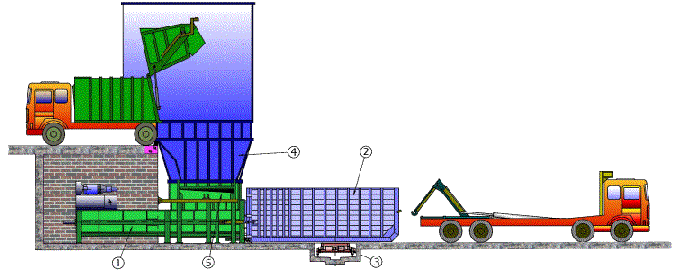 ④ ②
① ⑤ ③